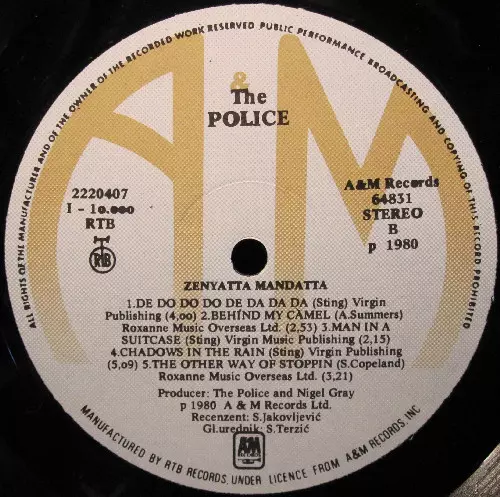 ALL RIGHTS OF THE MANUFACTURER AND OF THE OWNER OF THE RECORDED WORK RESERVED PUBLIC PERFORMANCE BROADCASTING AND COPYING OF THIS RECORD PROHIBITED
A&M
The
POLICE
2220407
I - 10.000
RTB
RTB
A&M Records
64831
STEREO
B
p 1980
ZENYATTA MANDATTA
1.DE DO DO DO DE DA DA DA (Sting) Virgin
Publishing (4,oo) 2.BEHIND MY CAMEL (A.Summers)
Roxanne Music Overseas Ltd. (2,53) 3.MAN IN A
SUITCASE (Sting) Virgin Music Publishing (2,15)
4.CHADOWS IN THE RAIN (Sting) Virgin Publishing
(5,o9) 5.THE OTHER WAY OF STOPPIN (S.Copeland)
Roxanne Music Overseas Ltd. (3,21)
Producer: The Police and Nigel Gray
p 1980 A & M Records Ltd.
Recenzent: S.Jakovljević
Gl.urednik: S.Terzić
A&M
MANUFACTURED BY RTB RECORDS, UNDER LICENCE FROM A&M RECORDS, INC